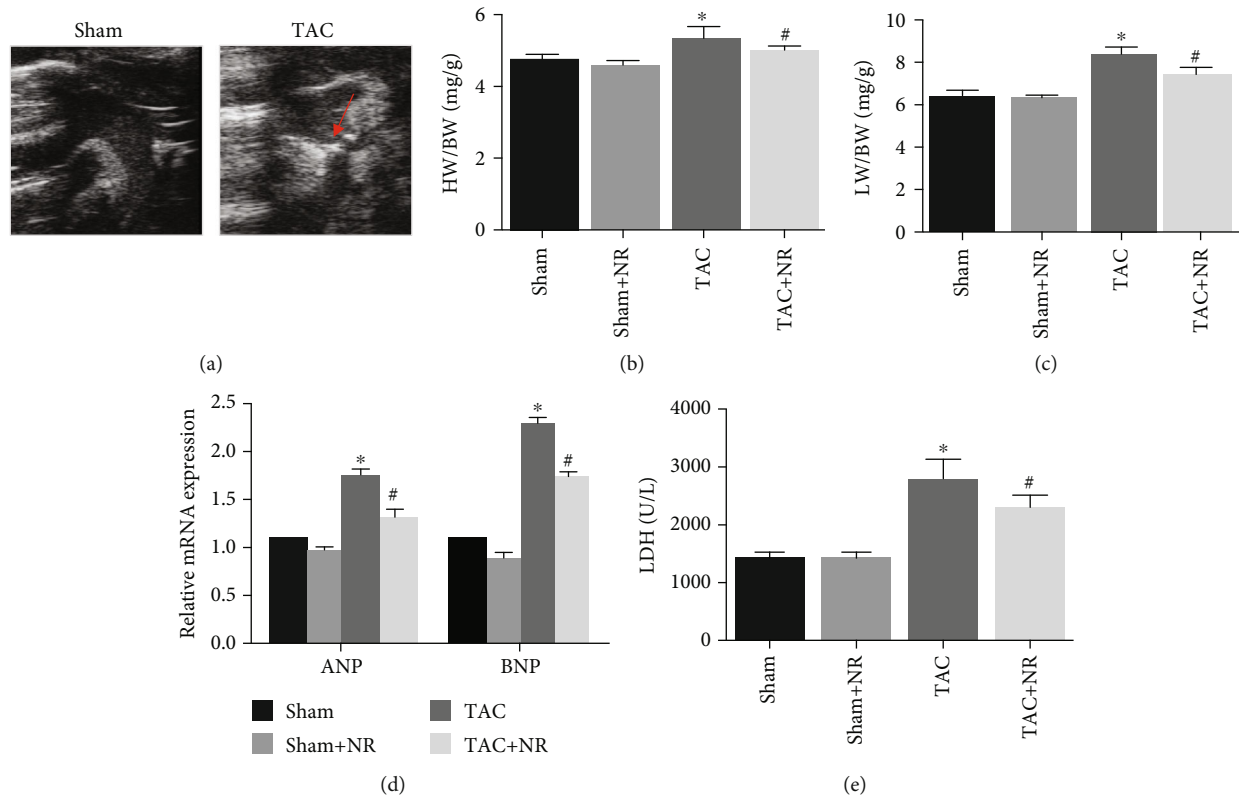 Sham
TAC
(a)
HW/BW (mg/g)
6
4
2
0
*
#
Sham
Sham+NR
TAC
TAC+NR
(b)
LW/BW (mg/g)
10
8
6
4
2
0
*
#
Sham
Sham+NR
TAC
TAC+NR
(c)
Relative mRNA expression
2.5
2.0
1.5
1.0
0.5
0.0
*
#
*
#
ANP
BNP
Sham
TAC
Sham+NR
TAC+NR
(d)
LDH (U/L)
4000
3000
2000
1000
0
*
#
Sham
Sham+NR
TAC
TAC+NR
(e)